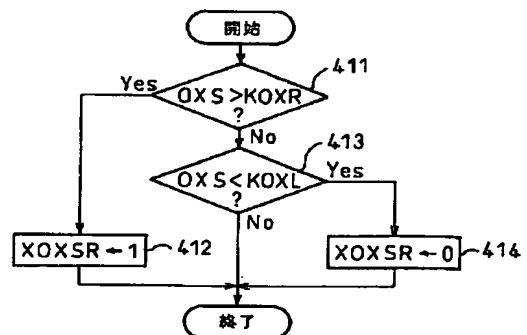 開始
411
Yes
OXS>KOXR
?
No
413
Yes
OXS<KOXL
?
No
XOXSR←1
412
XOXSR←0
414
終了